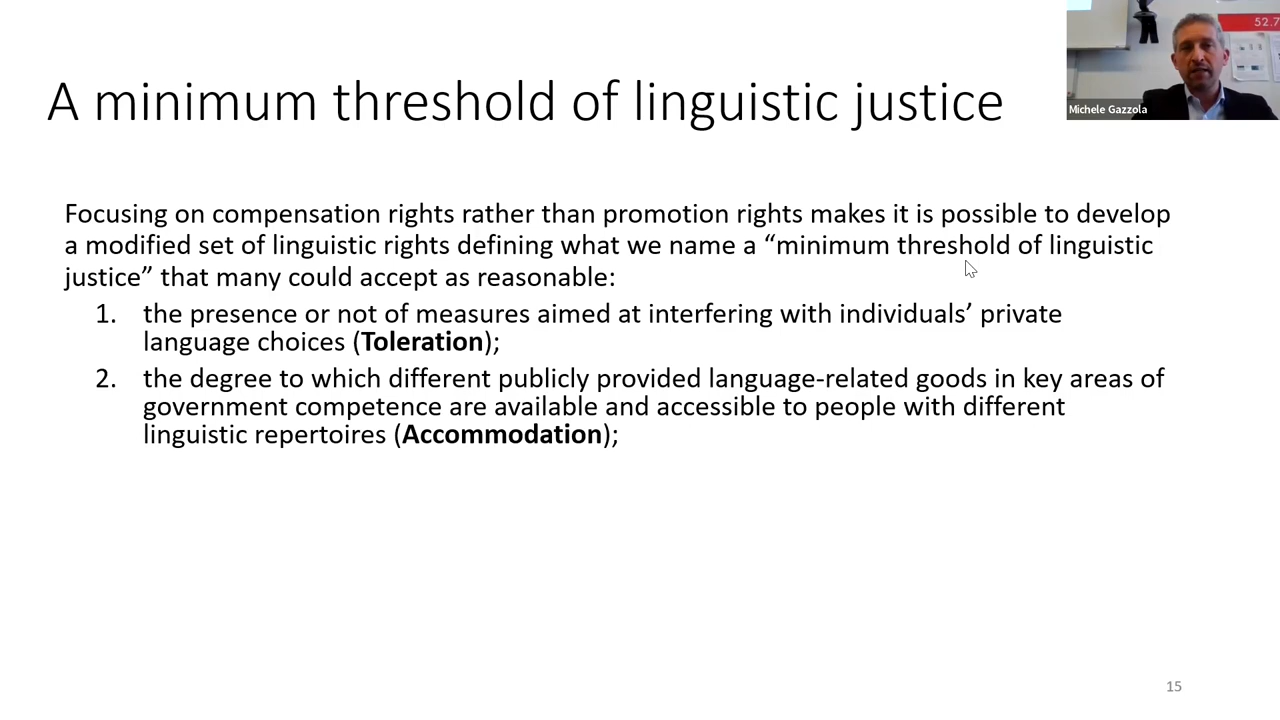 52.7
A minimum threshold of linguistic justice
Michele Gazzola
Focusing on compensation rights rather than promotion rights makes it is possible to develop
a modified set of linguistic rights defining what we name a “minimum threshold of linguistic
justice” that many could accept as reasonable:
1. the presence or not of measures aimed at interfering with individuals’ private
language choices (Toleration);
2. the degree to which different publicly provided language-related goods in key areas of
government competence are available and accessible to people with different
linguistic repertoires (Accommodation);
15